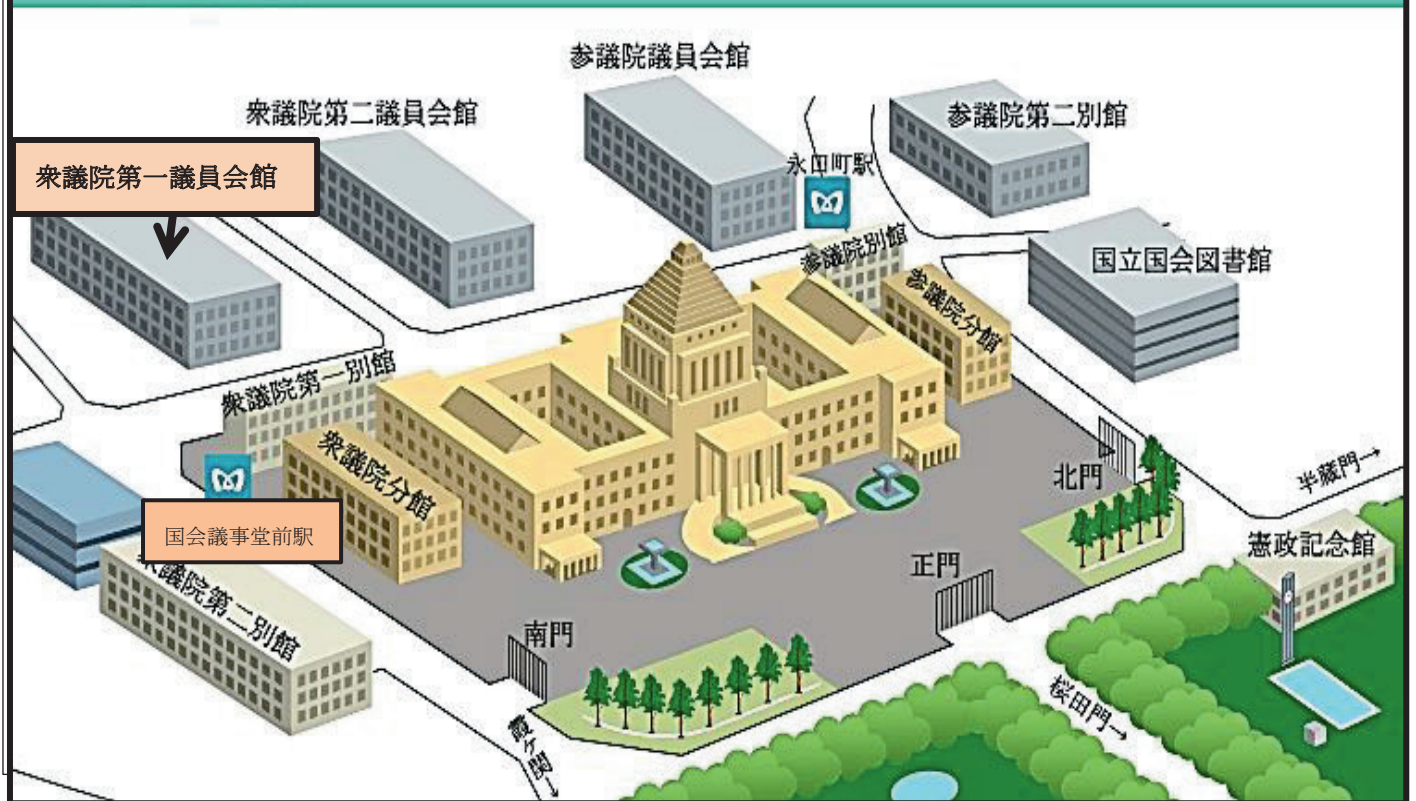 参議院議員会館
衆議院第二議員会館
参議院第二別館
衆議院第一議員会館
永田町駅
参議院別館
国立国会図書館
参議院分館
衆議院第一別館
衆議院分館
北門
半蔵門→
国会議事堂前駅
憲政記念館
正門
衆議院第二別館
南門
桜田門→
霞ヶ関→